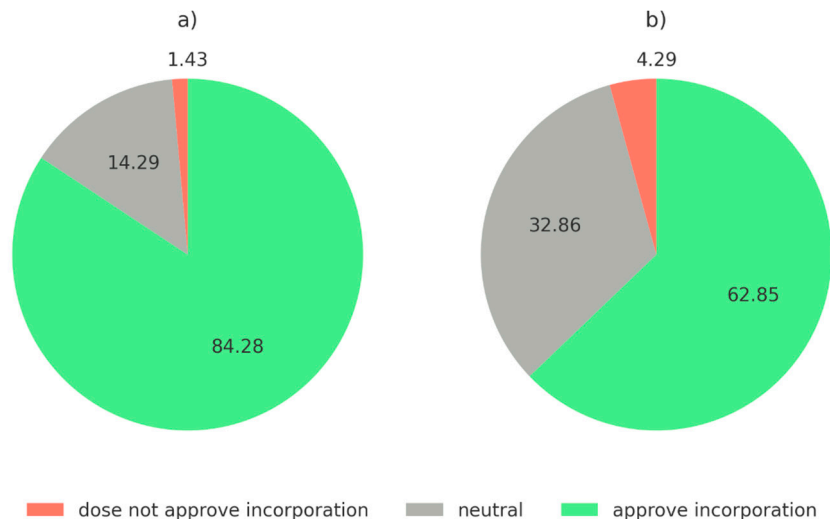 a)
b)
1.43
4.29
14.29
32.86
62.85
84.28
dose not approve incorporation
neutral
approve incorporation